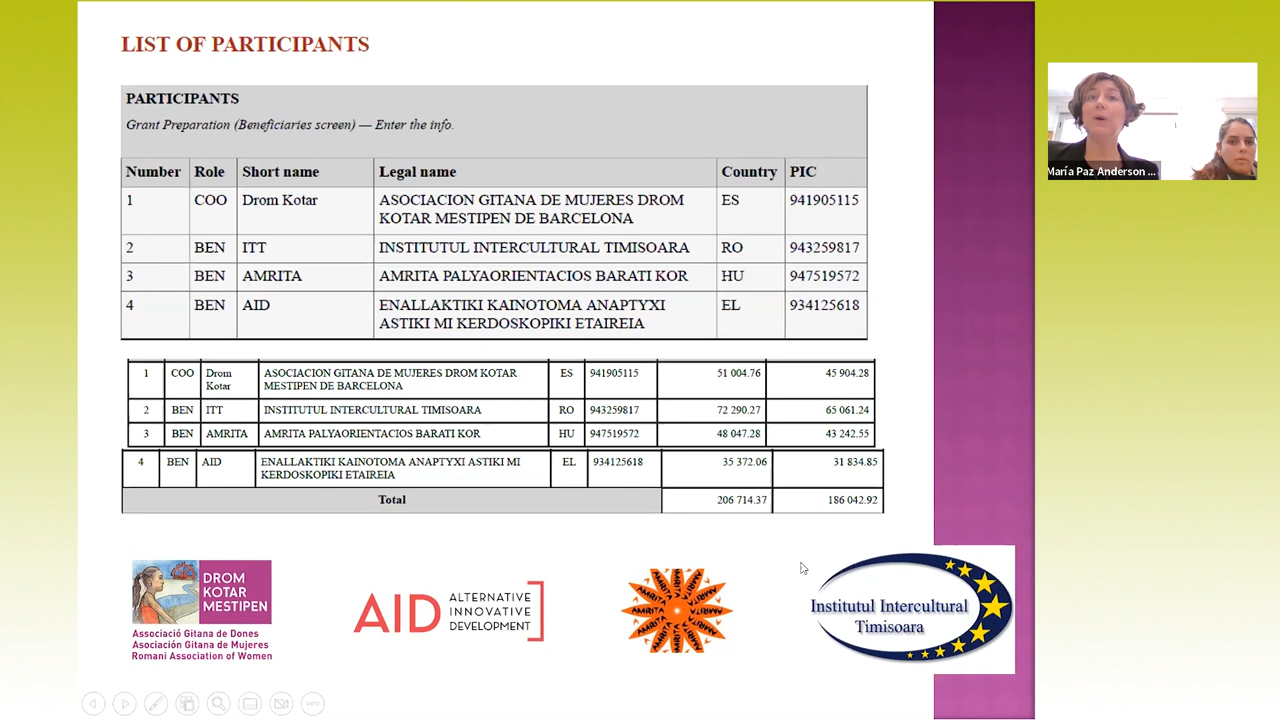 LIST OF PARTICIPANTS
PARTICIPANTS
Grant Preparation (Beneficiaries screen) — Enter the info.
Number Role Short name Legal name Country PIC
1 COO Drom Kotar ASOCIACION GITANA DE MUJERES DROM ES 941905115
KOTAR MESTIPEN DE BARCELONA
2 BEN ITT INSTITUTUL INTERCULTURAL TIMISOARA RO 943259817
3 BEN AMRITA AMRITA PALYAORIENTACIOS BARATI KOR HU 947519572
4 BEN AID ENALLAKTIKI KAINOTOMA ANAPTYXI EL 934125618
ASTIKI MI KERDOSKOPIKI ETAIREIA
1 COO Drom ASOCIACION GITANA DE MUJERES DROM KOTAR ES 941905115 51 004.76 45 904.28
Kotar MESTIPEN DE BARCELONA
2 BEN ITT INSTITUTUL INTERCULTURAL TIMISOARA RO 943259817 72 290.27 65 061.24
3 BEN AMRITA AMRITA PALYAORIENTACIOS BARATI KOR HU 947519572 48 047.28 43 242.55
4 BEN AID ENALLAKTIKI KAINOTOMA ANAPTYXI ASTIKI MI EL 934125618 35 372.06 31 834.85
KERDOSKOPIKI ETAIREIA
Total 206 714.37 186 042.92
DROM
KOTAR
MESTIPEN
Associació Gitana de Dones
Asociación Gitana de Mujeres
Romani Association of Women
AID
ALTERNATIVE
INNOVATIVE
DEVELOPMENT
AMRITA AMRITA AMRITA AMRITA AMRITA AMRITA AMRITA AMRITA
Institutul Intercultural
Timisoara
María Paz Anderson ...